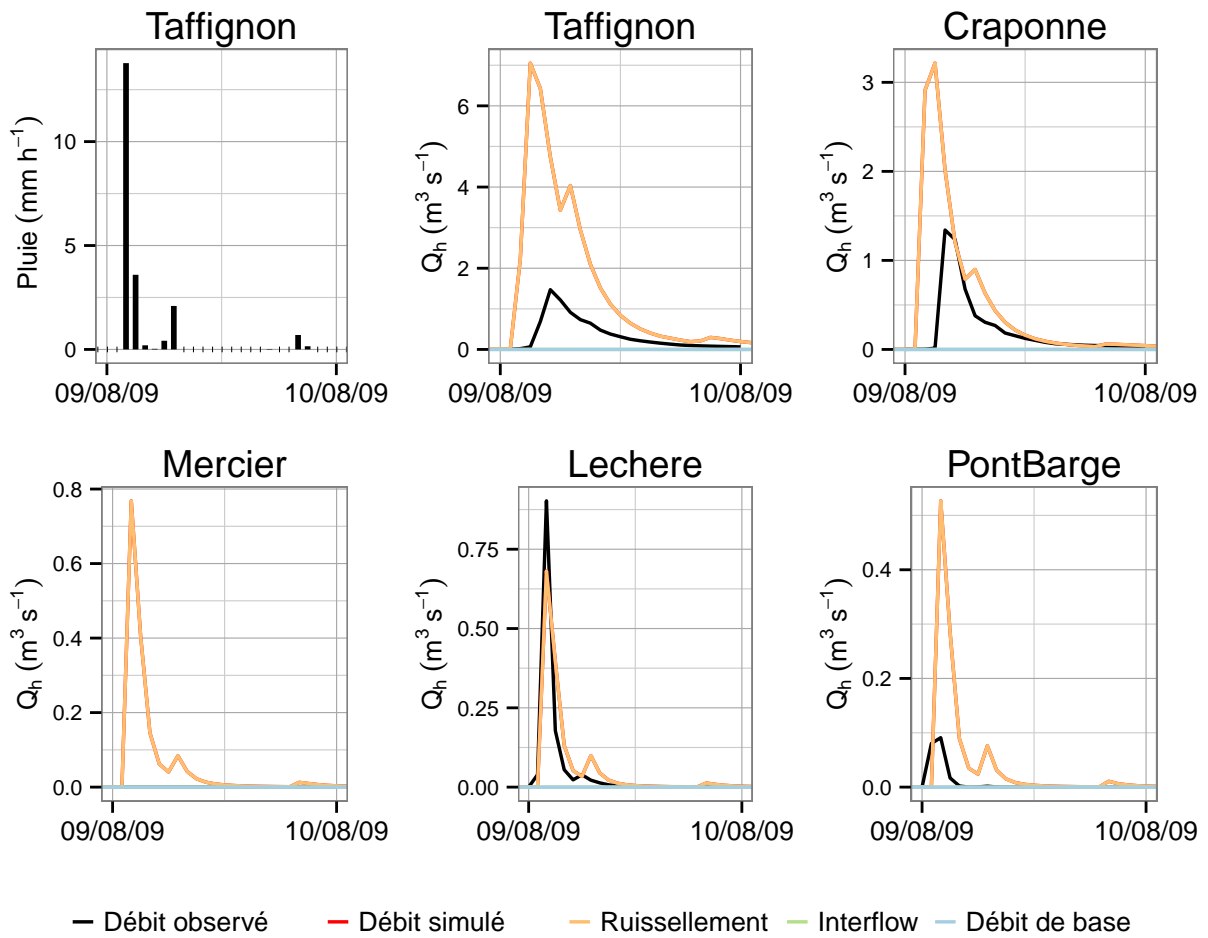 Taffignon
Taffignon
Craponne
Pluie (mm h⁻¹)
10
5
0
09/08/09
10/08/09
Qₕ (m³ s⁻¹)
6
4
2
0
09/08/09
10/08/09
Qₕ (m³ s⁻¹)
3
2
1
0
09/08/09
10/08/09
Mercier
Lechere
PontBarge
Qₕ (m³ s⁻¹)
0.8
0.6
0.4
0.2
0.0
09/08/09
10/08/09
Qₕ (m³ s⁻¹)
0.75
0.50
0.25
0.00
09/08/09
10/08/09
Qₕ (m³ s⁻¹)
0.4
0.2
0.0
09/08/09
10/08/09
Débit observé
Débit simulé
Ruissellement
Interflow
Débit de base